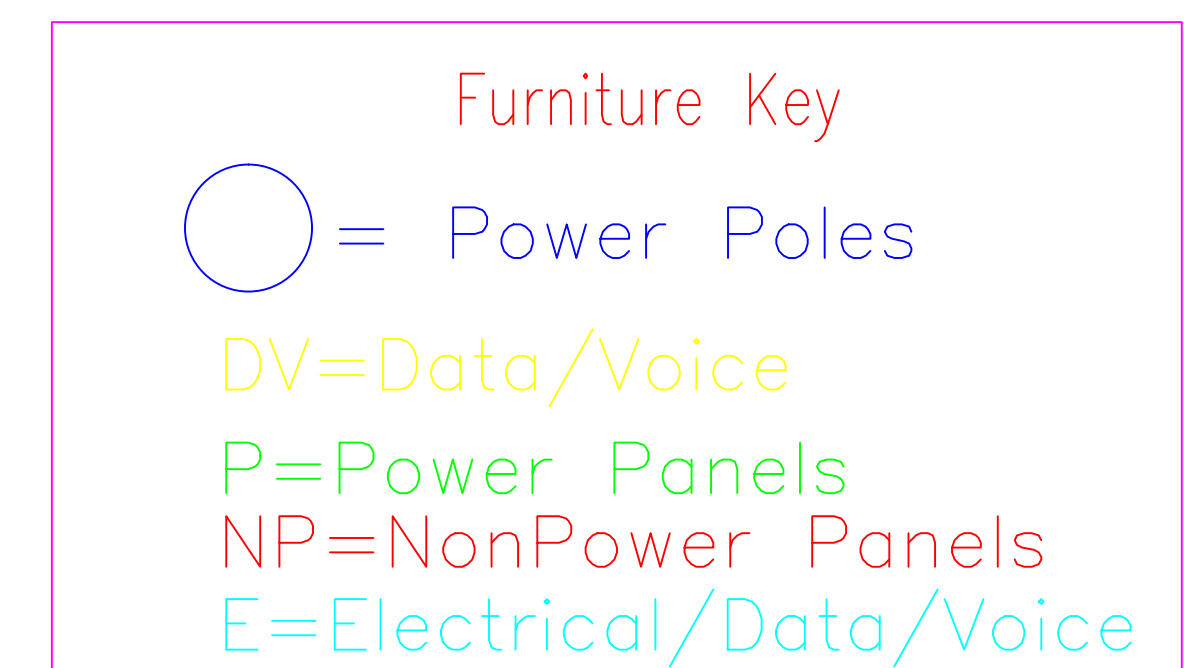 Furniture Key
= Power Poles
DV=Data/Voice
P=Power Panels
NP=NonPower Panels
E=Electrical/Data/Voice